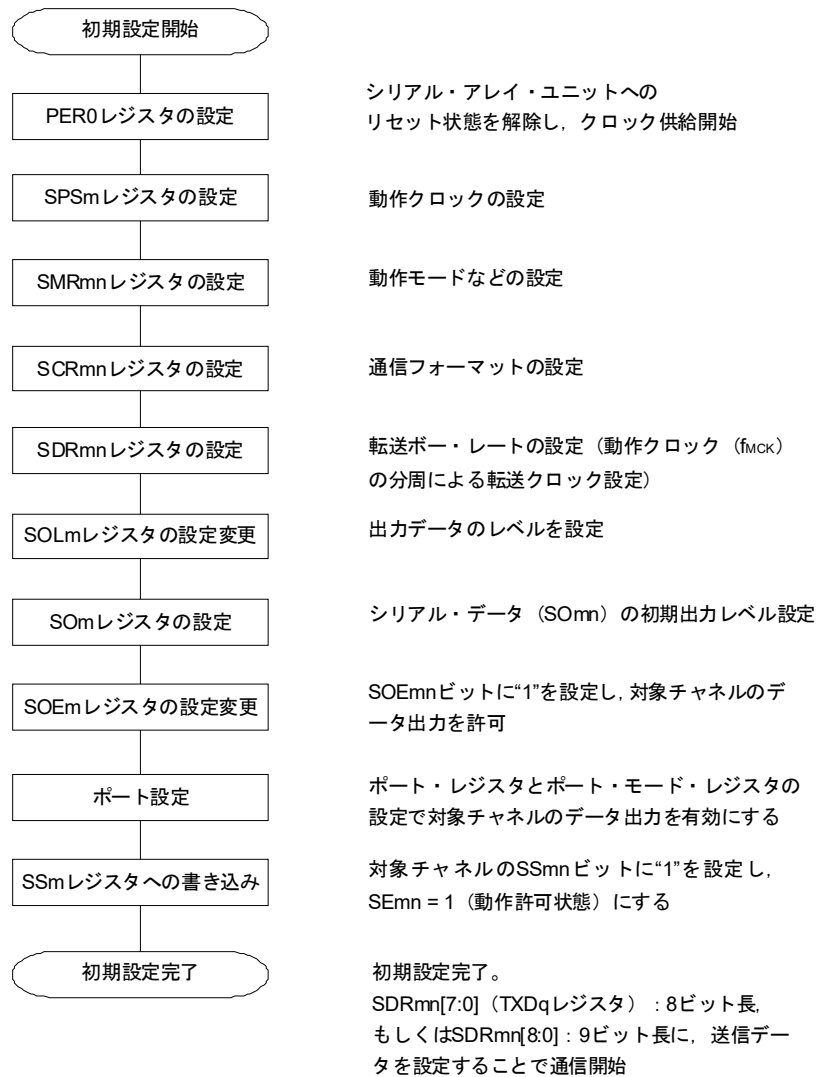 初期設定開始
PER0レジスタの設定
シリアル・アレイ・ユニットへの
リセット状態を解除し，クロック供給開始
SPSmレジスタの設定
動作クロックの設定
SMRmnレジスタの設定
動作モードなどの設定
SCRmnレジスタの設定
通信フォーマットの設定
SDRmnレジスタの設定
転送ボー・レートの設定（動作クロック（fMCK）
の分周による転送クロック設定）
SOLmレジスタの設定変更
出力データのレベルを設定
SOmレジスタの設定
シリアル・データ（SOmn）の初期出力レベル設定
SOEmレジスタの設定変更
SOEmnビットに“1”を設定し，対象チャネルのデ
ータ出力を許可
ポート設定
ポート・レジスタとポート・モード・レジスタの
設定で対象チャネルのデータ出力を有効にする
SSmレジスタへの書き込み
対象チャネルのSSmnビットに“1”を設定し，
SEmn = 1（動作許可状態）にする
初期設定完了
初期設定完了。
SDRmn[7:0]（TXDqレジスタ）：8ビット長，
もしくはSDRmn[8:0]：9ビット長に，送信デー
タを設定することで通信開始